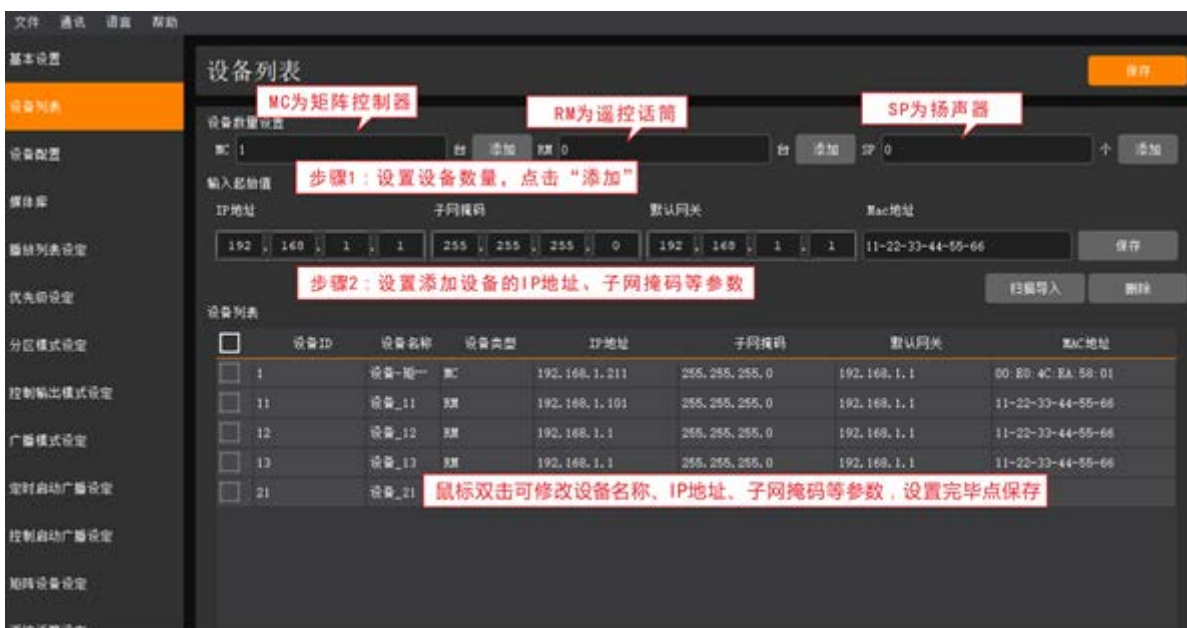 文件 通讯 语言 帮助
基本设置
设备列表
设备配置
媒体库
播放列表设定
优先级设定
分区模式设定
控制输出模式设定
广播模式设定
定时启动广播设定
控制启动广播设定
矩阵设备设定
设备列表
保存
MC为矩阵控制器
RM为遥控话筒
SP为扬声器
设备数量设置
MC 1 台 添加 RM 0 台 添加 SP 0 个 添加
步骤1：设置设备数量，点击“添加”
输入起始值
IP地址 子网掩码 默认网关 Mac地址
192 . 168 . 1 . 1 255 . 255 . 255 . 0 192 . 168 . 1 . 1 11-22-33-44-55-66 保存
步骤2：设置添加设备的IP地址、子网掩码等参数
扫描导入 删除
设备列表
设备ID 设备名称 设备类型 IP地址 子网掩码 默认网关 MAC地址
1 设备-矩… MC 192.168.1.211 255.255.255.0 192.168.1.1 00:E0:4C:EA:58:01
11 设备_11 RM 192.168.1.101 255.255.255.0 192.168.1.1 11-22-33-44-55-66
12 设备_12 RM 192.168.1.1 255.255.255.0 192.168.1.1 11-22-33-44-55-66
13 设备_13 RM 192.168.1.1 255.255.255.0 192.168.1.1 11-22-33-44-55-66
21 设备_21
鼠标双击可修改设备名称、IP地址、子网掩码等参数，设置完毕点保存